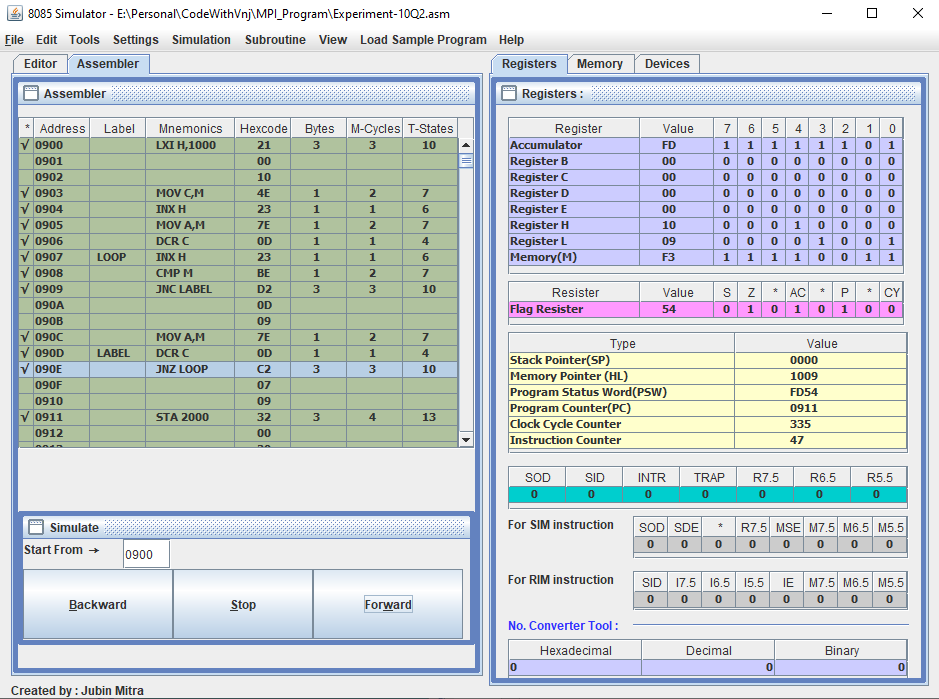 8085 Simulator - E:\Personal\CodeWithVnj\MPI_Program\Experiment-10Q2.asm
File Edit Tools Settings Simulation Subroutine View Load Sample Program Help
Editor Assembler
Assembler
* Address Label Mnemonics Hexcode Bytes M-Cycles T-States
√ 0900 LXI H,1000 21 3 3 10
0901 00
0902 10
√ 0903 MOV C,M 4E 1 2 7
√ 0904 INX H 23 1 1 6
√ 0905 MOV A,M 7E 1 2 7
√ 0906 DCR C 0D 1 1 4
√ 0907 LOOP INX H 23 1 1 6
√ 0908 CMP M BE 1 2 7
√ 0909 JNC LABEL D2 3 3 10
090A 0D
090B 09
√ 090C MOV A,M 7E 1 2 7
√ 090D LABEL DCR C 0D 1 1 4
√ 090E JNZ LOOP C2 3 3 10
090F 07
0910 09
√ 0911 STA 2000 32 3 4 13
0912 00
Simulate
Start From → 0900
Backward Stop Forward
Created by : Jubin Mitra
Registers Memory Devices
Registers :
Register Value 7 6 5 4 3 2 1 0
Accumulator FD 1 1 1 1 1 1 0 1
Register B 00 0 0 0 0 0 0 0 0
Register C 00 0 0 0 0 0 0 0 0
Register D 00 0 0 0 0 0 0 0 0
Register E 00 0 0 0 0 0 0 0 0
Register H 10 0 0 0 1 0 0 0 0
Register L 09 0 0 0 0 1 0 0 1
Memory(M) F3 1 1 1 1 0 0 1 1
Resister Value S Z * AC * P * CY
Flag Resister 54 0 1 0 1 0 1 0 0
Type Value
Stack Pointer(SP) 0000
Memory Pointer (HL) 1009
Program Status Word(PSW) FD54
Program Counter(PC) 0911
Clock Cycle Counter 335
Instruction Counter 47
SOD SID INTR TRAP R7.5 R6.5 R5.5
0 0 0 0 0 0 0
For SIM instruction
SOD SDE * R7.5 MSE M7.5 M6.5 M5.5
0 0 0 0 0 0 0 0
For RIM instruction
SID I7.5 I6.5 I5.5 IE M7.5 M6.5 M5.5
0 0 0 0 0 0 0 0
No. Converter Tool :
Hexadecimal Decimal Binary
0 0 0